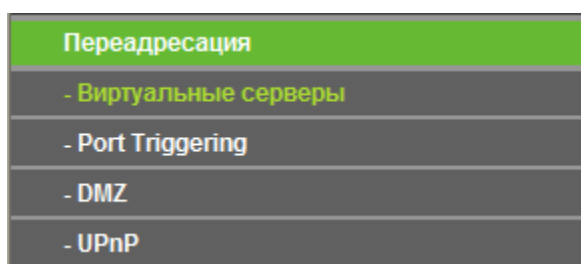 Переадресация
- Виртуальные серверы
- Port Triggering
- DMZ
- UPnP